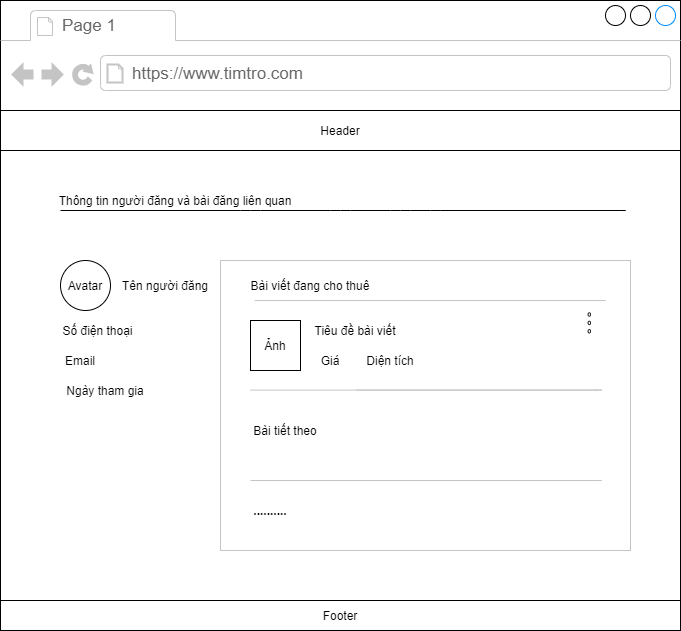 Page 1
https://www.timtro.com
Header
Thông tin người đăng và bài đăng liên quan
Avatar
Tên người đăng
Số điện thoại
Email
Ngày tham gia
Bài viết đang cho thuê
Ảnh
Tiêu đề bài viết
Giá
Diện tích
Bài tiết theo
..........
Footer